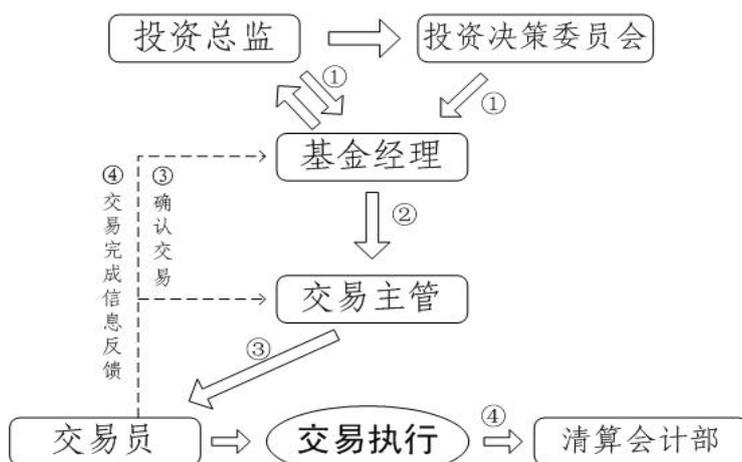 投资总监
投资决策委员会
①
①
基金经理
④交易完成信息反馈
③确认交易
②
交易主管
③
交易员
交易执行
④
清算会计部